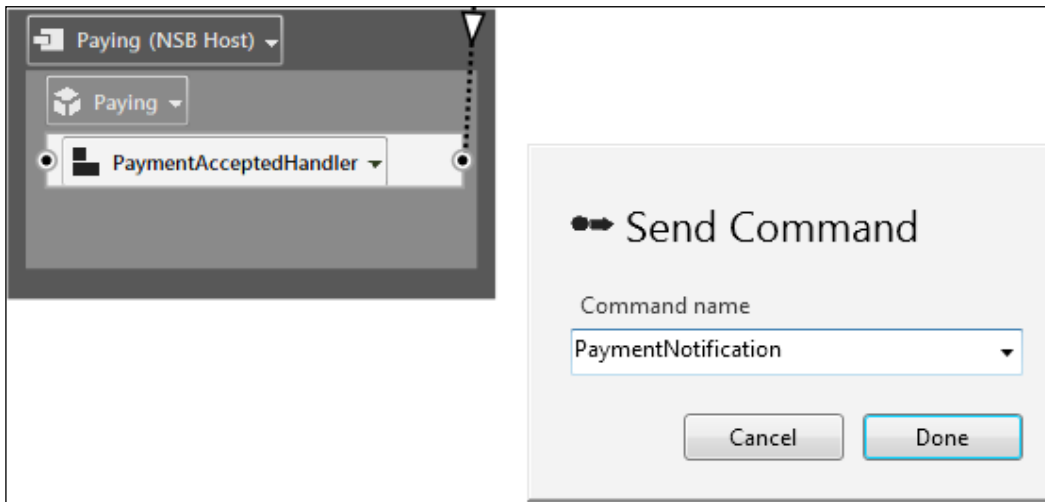 Paying (NSB Host)
Paying
PaymentAcceptedHandler
Send Command
Command name
PaymentNotification
Cancel
Done